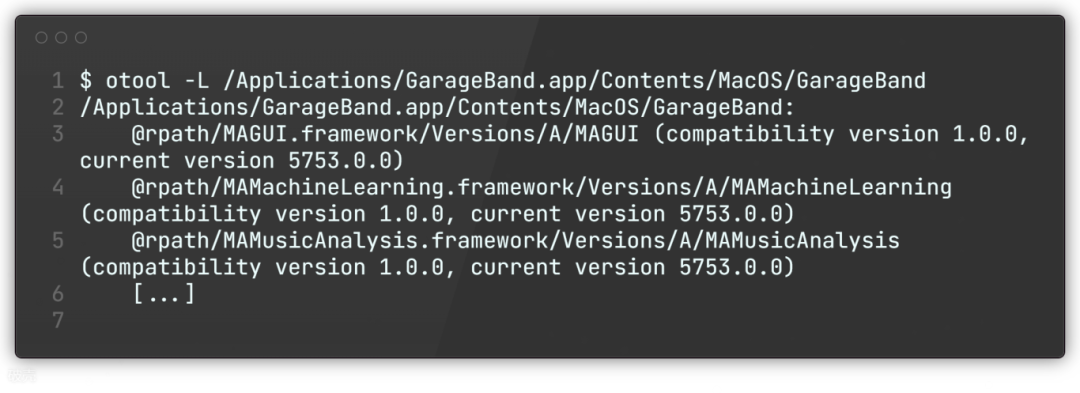 1 $ otool -L /Applications/GarageBand.app/Contents/MacOS/GarageBand
2 /Applications/GarageBand.app/Contents/MacOS/GarageBand:
3     @rpath/MAGUI.framework/Versions/A/MAGUI (compatibility version 1.0.0,
current version 5753.0.0)
4     @rpath/MAMachineLearning.framework/Versions/A/MAMachineLearning
(compatibility version 1.0.0, current version 5753.0.0)
5     @rpath/MAMusicAnalysis.framework/Versions/A/MAMusicAnalysis
(compatibility version 1.0.0, current version 5753.0.0)
6     [...]
7